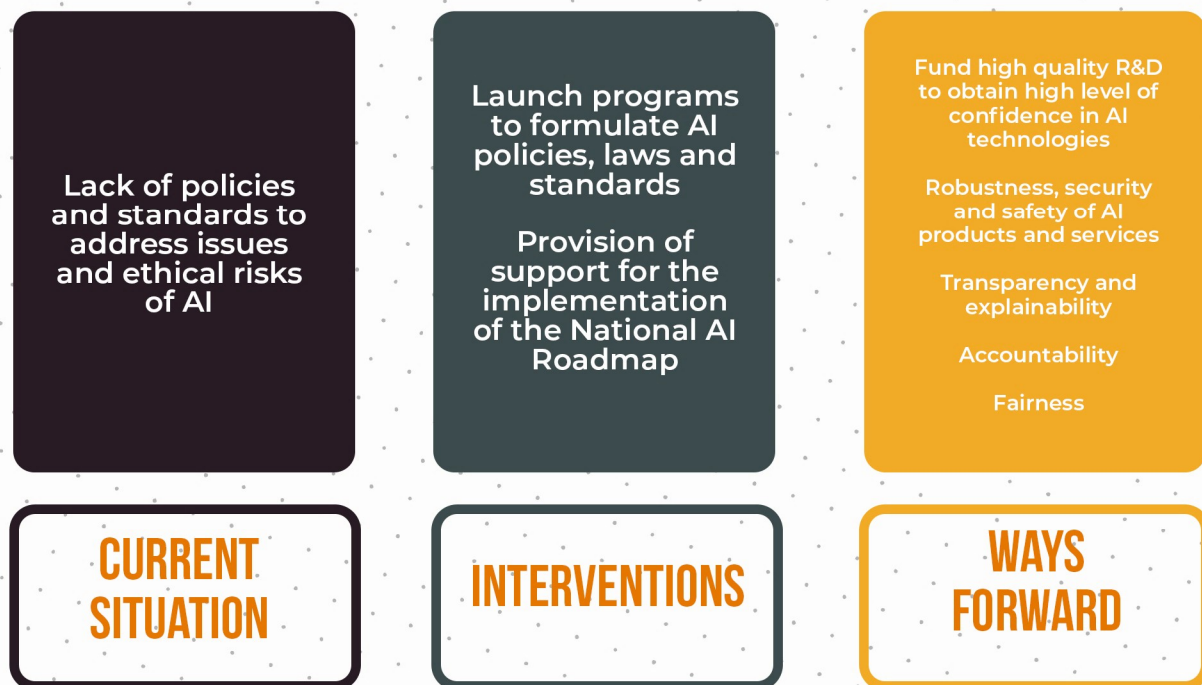 Lack of policies
and standards to
address issues
and ethical risks
of AI
CURRENT
SITUATION
Launch programs
to formulate AI
policies, laws and
standards
Provision of
support for the
implementation
of the National AI
Roadmap
INTERVENTIONS
Fund high quality R&D
to obtain high level of
confidence in AI
technologies
Robustness, security
and safety of AI
products and services
Transparency and
explainability
Accountability
Fairness
WAYS
FORWARD